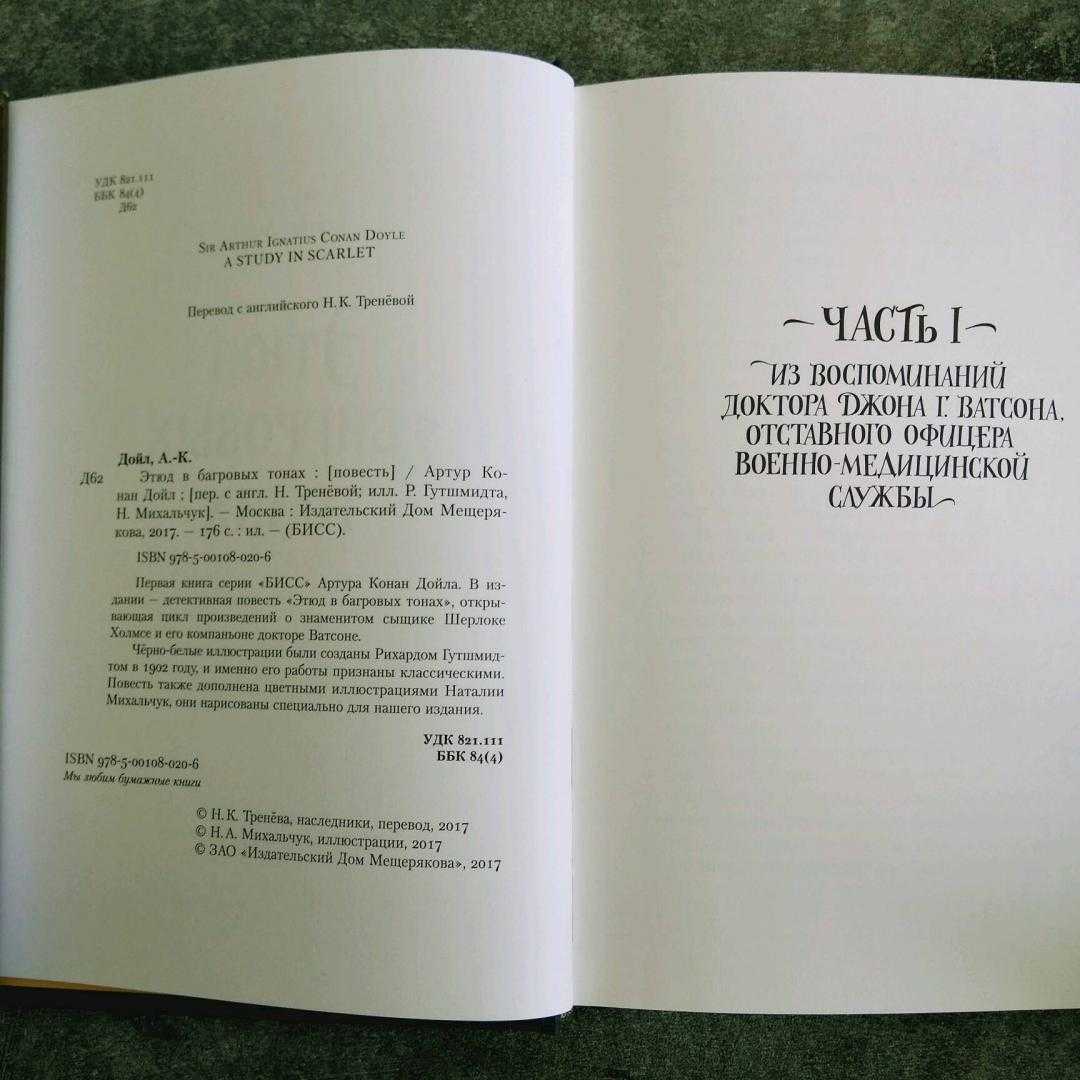 УДК 821.111
ББК 84(4)
Д62
Sir Arthur Ignatius Conan Doyle
A STUDY IN SCARLET
Перевод с английского Н. К. Тренёвой
Дойл, А.-К.
Д62 Этюд в багровых тонах : [повесть] / Артур Ко-
нан Дойл ; [пер. с англ. Н. Тренёвой; илл. Р. Гутшмидта,
Н. Михальчук]. — Москва : Издательский Дом Мещеря-
кова, 2017. — 176 с. : ил. — (БИСС).
ISBN 978-5-00108-020-6
Первая книга серии «БИСС» Артура Конан Дойла. В из-
дании — детективная повесть «Этюд в багровых тонах», откры-
вающая цикл произведений о знаменитом сыщике Шерлоке
Холмсе и его компаньоне докторе Ватсоне.
Чёрно-белые иллюстрации были созданы Рихардом Гутшмид-
том в 1902 году, и именно его работы признаны классическими.
Повесть также дополнена цветными иллюстрациями Наталии
Михальчук, они нарисованы специально для нашего издания.
УДК 821.111
ББК 84(4)
ISBN 978-5-00108-020-6
Мы любим бумажные книги
© Н. К. Тренёва, наследники, перевод, 2017
© Н. А. Михальчук, иллюстрации, 2017
© ЗАО «Издательский Дом Мещерякова», 2017
ЧАСТЬ I
ИЗ ВОСПОМИНАНИЙ
ДОКТОРА ДЖОНА Г. ВАТСОНА,
ОТСТАВНОГО ОФИЦЕРА
ВОЕННО-МЕДИЦИНСКОЙ
СЛУЖБЫ